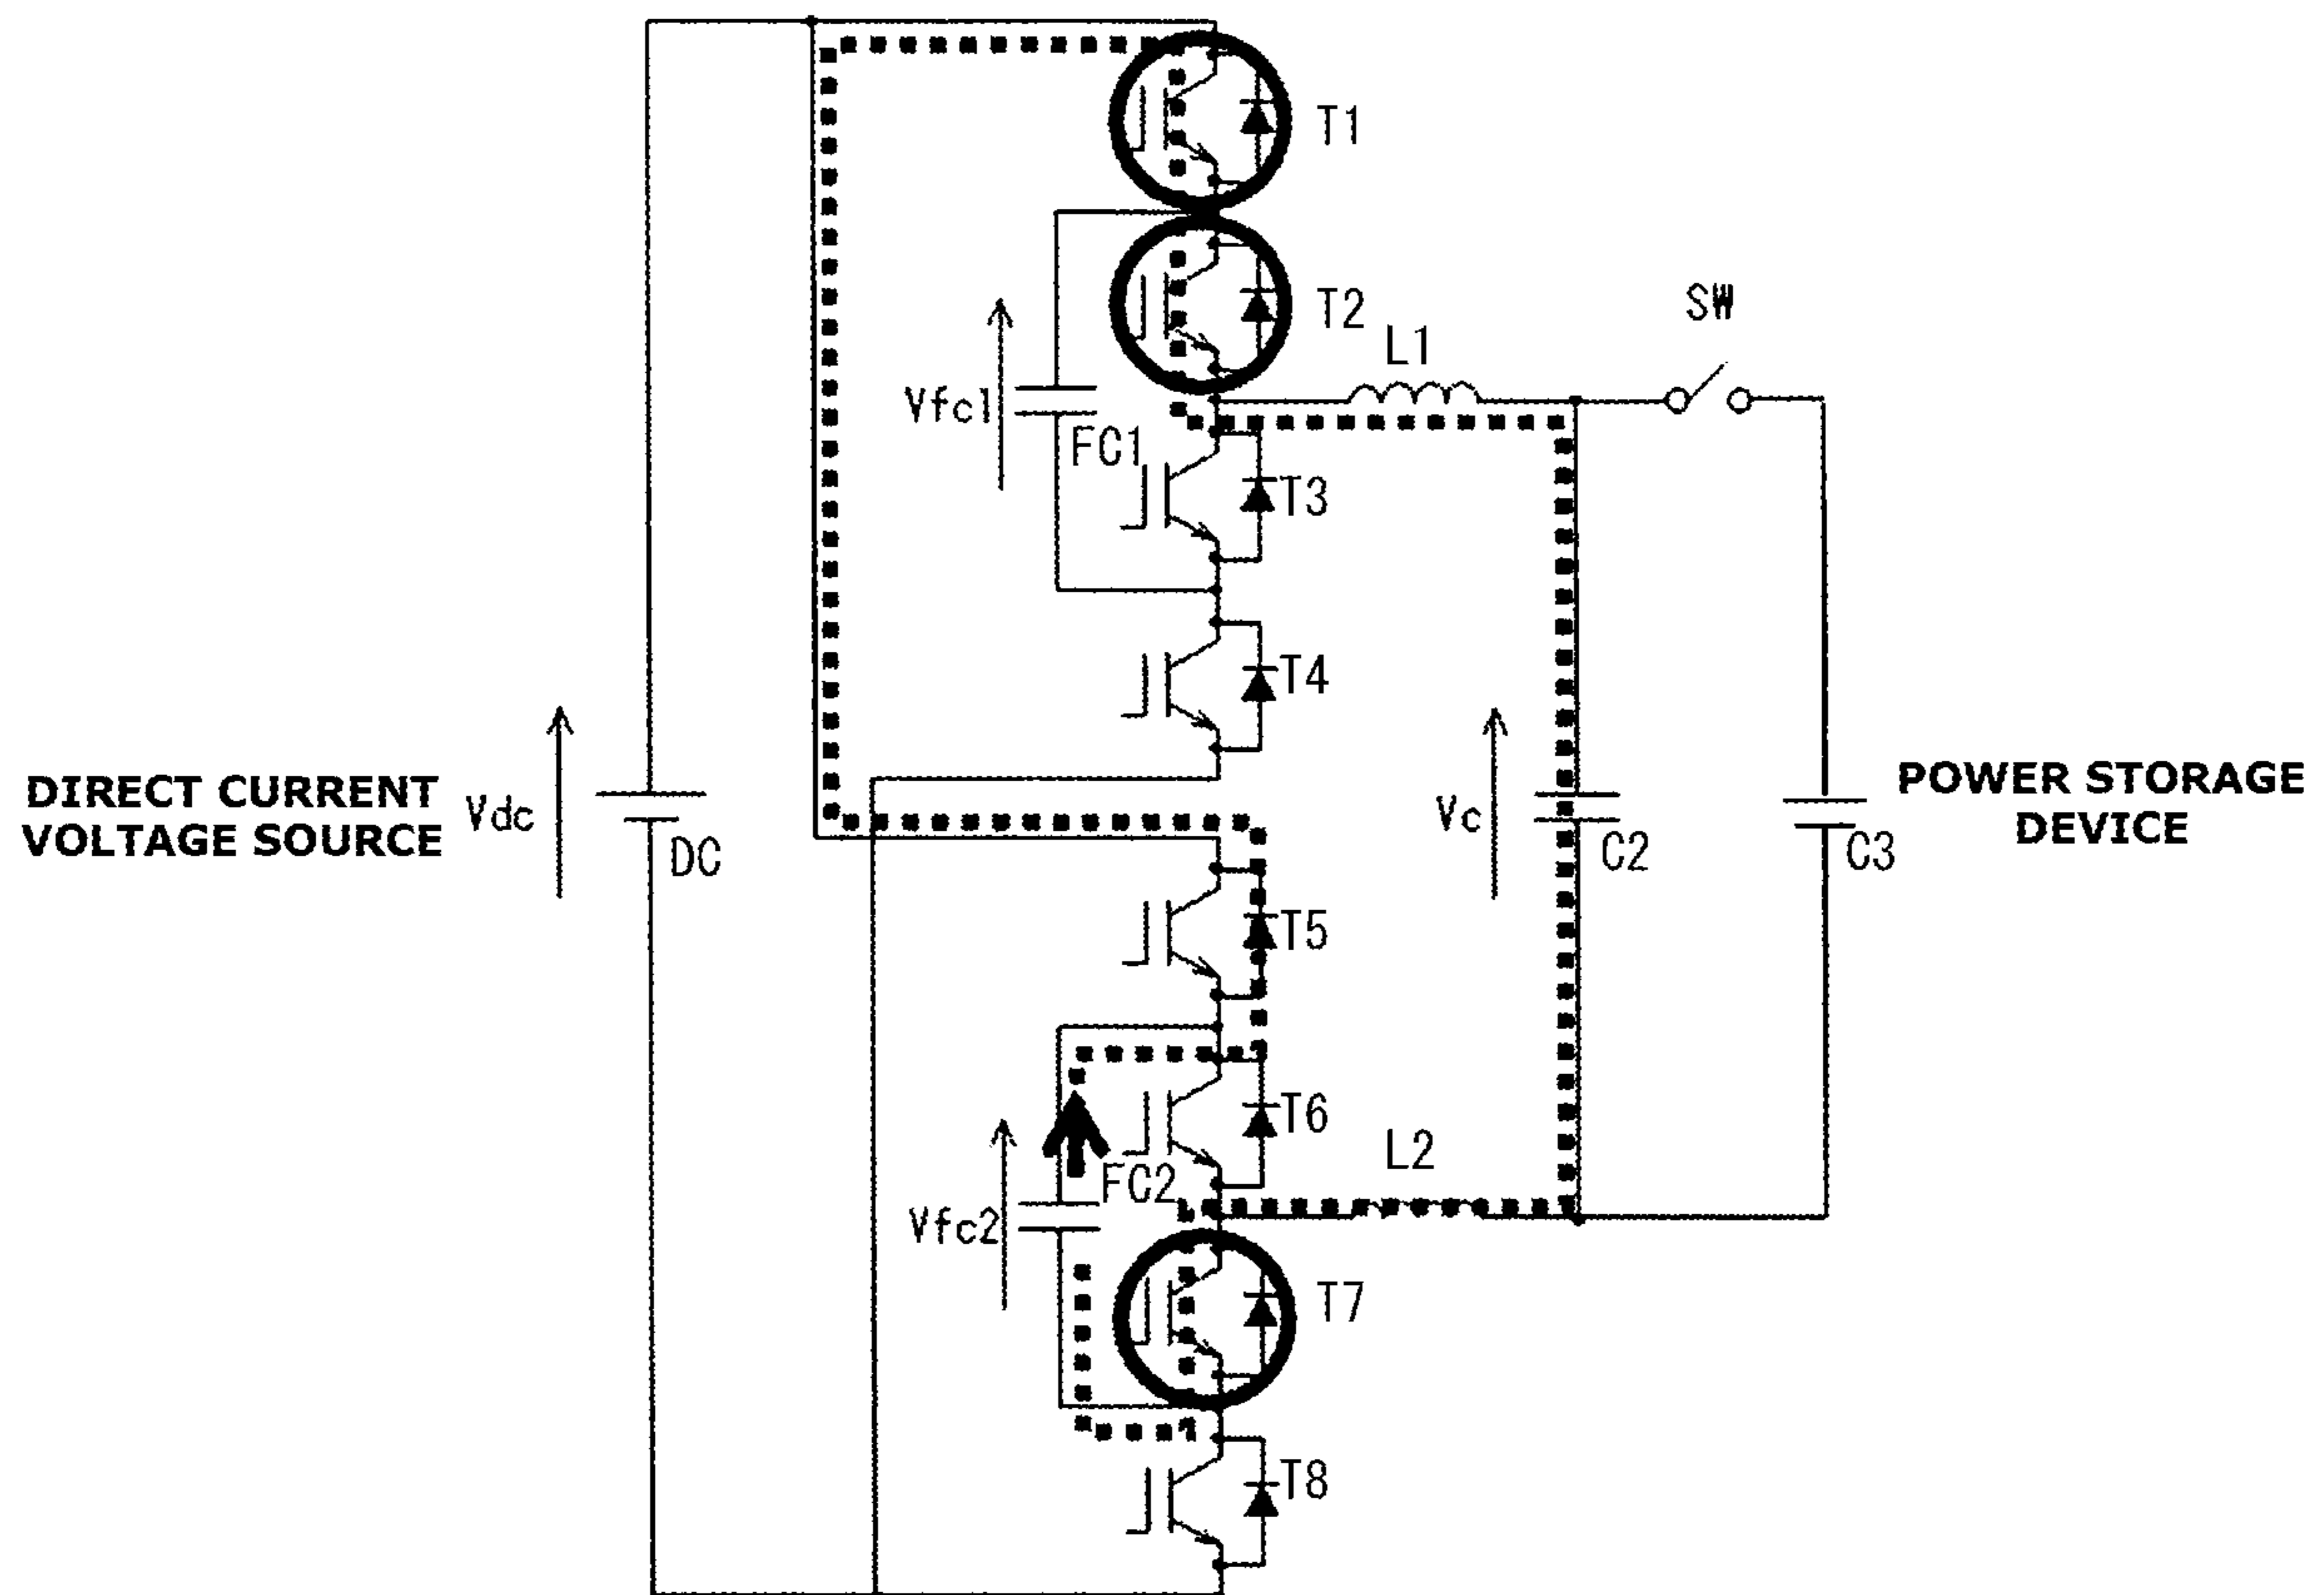 T1
T2
SW
L1
Vfc1
FC1
T3
T4
DIRECT CURRENT
VOLTAGE SOURCE
Vdc
DC
Vc
C2
C3
POWER STORAGE
DEVICE
T5
T6
L2
FC2
Vfc2
T7
T8